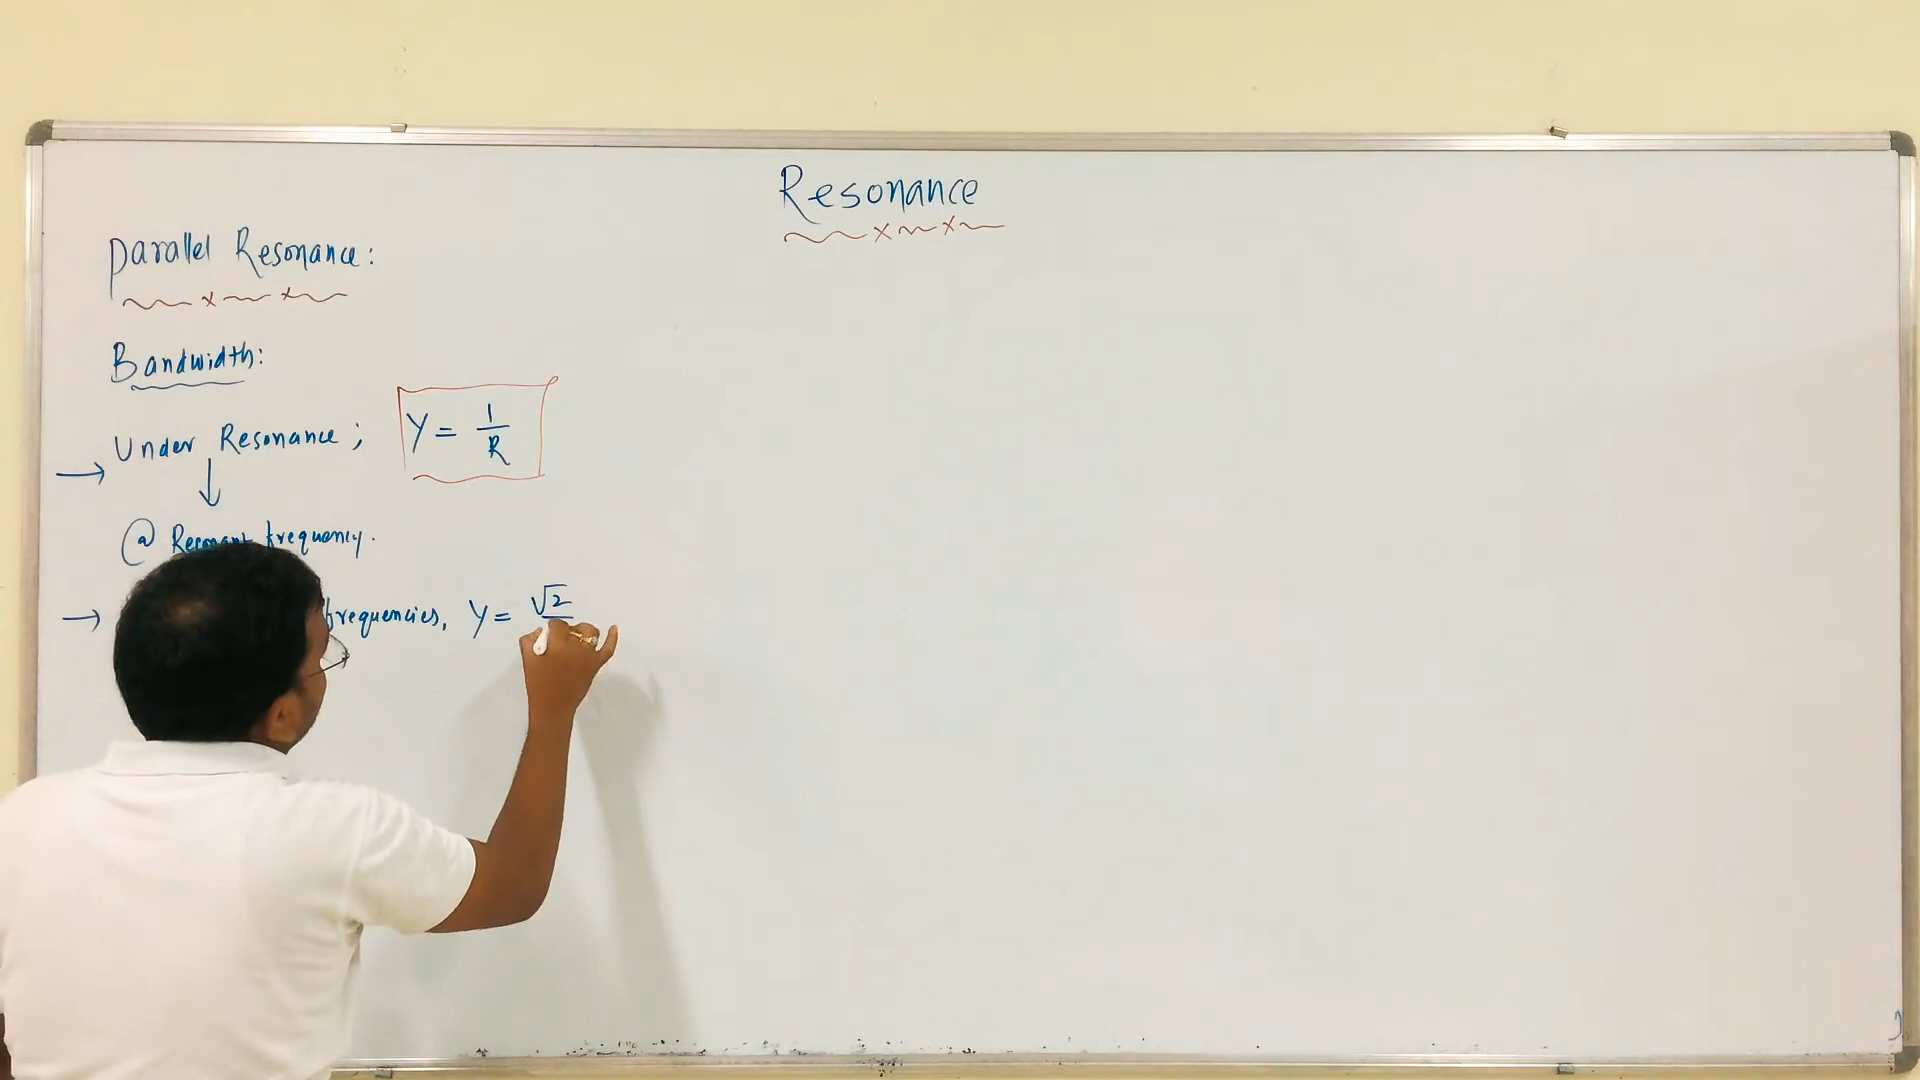 Resonance
Parallel Resonance:
Bandwidth:
Under Resonance; Y = 1/R
@ Resonant frequency.
→ frequencies, Y = √2